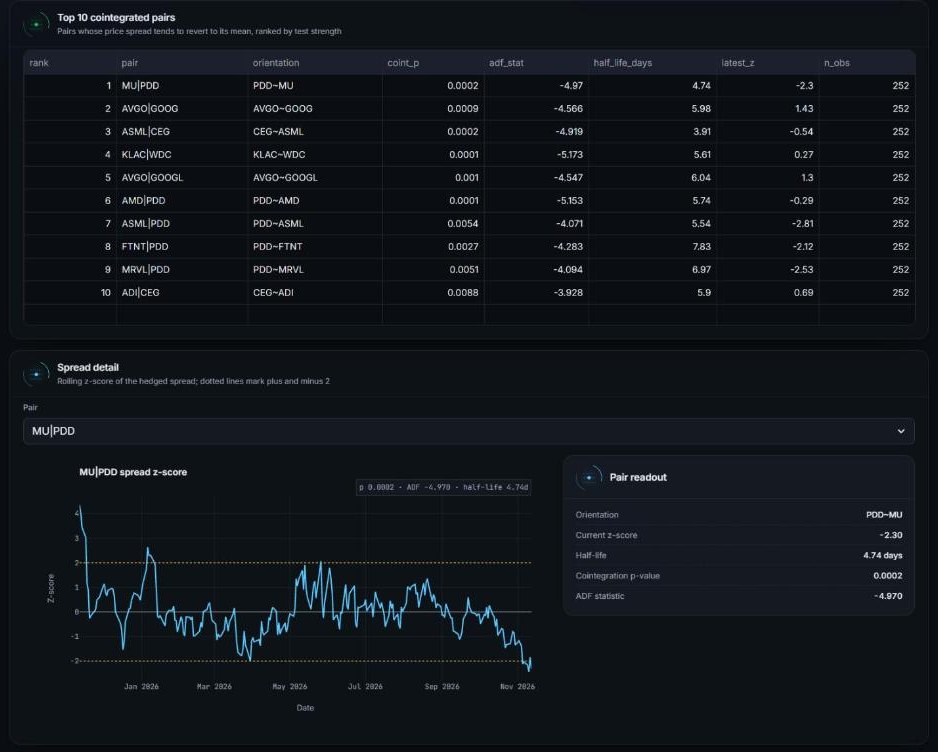 Top 10 cointegrated pairs
Pairs whose price spread tends to revert to its mean, ranked by test strength
rank pair orientation coint_p adf_stat half_life_days latest_z n_obs
1 MU|PDD PDD~MU 0.0002 -4.97 4.74 -2.3 252
2 AVGO|GOOG AVGO~GOOG 0.0009 -4.566 5.98 1.43 252
3 ASML|CEG CEG~ASML 0.0002 -4.919 3.91 -0.54 252
4 KLAC|WDC KLAC~WDC 0.0001 -5.173 5.61 0.27 252
5 AVGO|GOOGL AVGO~GOOGL 0.001 -4.547 6.04 1.3 252
6 AMD|PDD PDD~AMD 0.0001 -5.153 5.74 -0.29 252
7 ASML|PDD PDD~ASML 0.0054 -4.071 5.54 -2.81 252
8 FTNT|PDD PDD~FTNT 0.0027 -4.283 7.83 -2.12 252
9 MRVL|PDD PDD~MRVL 0.0051 -4.094 6.97 -2.53 252
10 ADI|CEG CEG~ADI 0.0088 -3.928 5.9 0.69 252
Spread detail
Rolling z-score of the hedged spread; dotted lines mark plus and minus 2
Pair
MU|PDD
MU|PDD spread z-score
p 0.0002 · ADF -4.970 · half-life 4.74d
4
3
2
1
0
-1
-2
Z-score
Jan 2026 Mar 2026 May 2026 Jul 2026 Sep 2026 Nov 2026
Date
Pair readout
Orientation PDD~MU
Current z-score -2.30
Half-life 4.74 days
Cointegration p-value 0.0002
ADF statistic -4.970